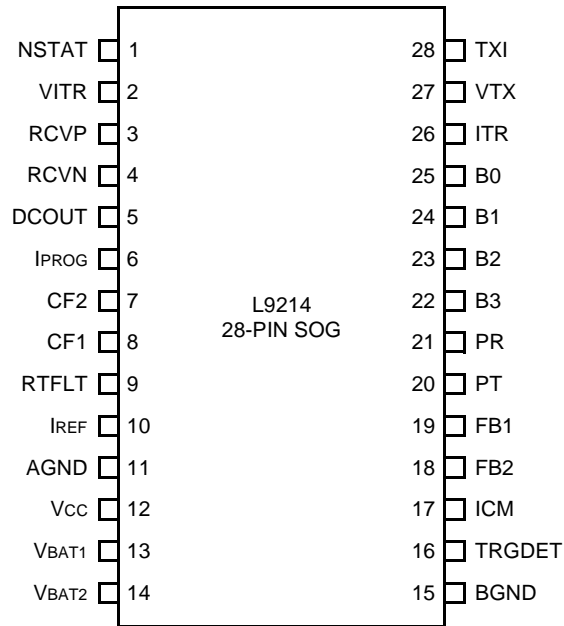 NSTAT 1 28 TXI
VITR 2 27 VTX
RCVP 3 26 ITR
RCVN 4 25 B0
DCOUT 5 24 B1
IPROG 6 23 B2
CF2 7 22 B3
L9214
28-PIN SOG
CF1 8 21 PR
RTFLT 9 20 PT
IREF 10 19 FB1
AGND 11 18 FB2
VCC 12 17 ICM
VBAT1 13 16 TRGDET
VBAT2 14 15 BGND